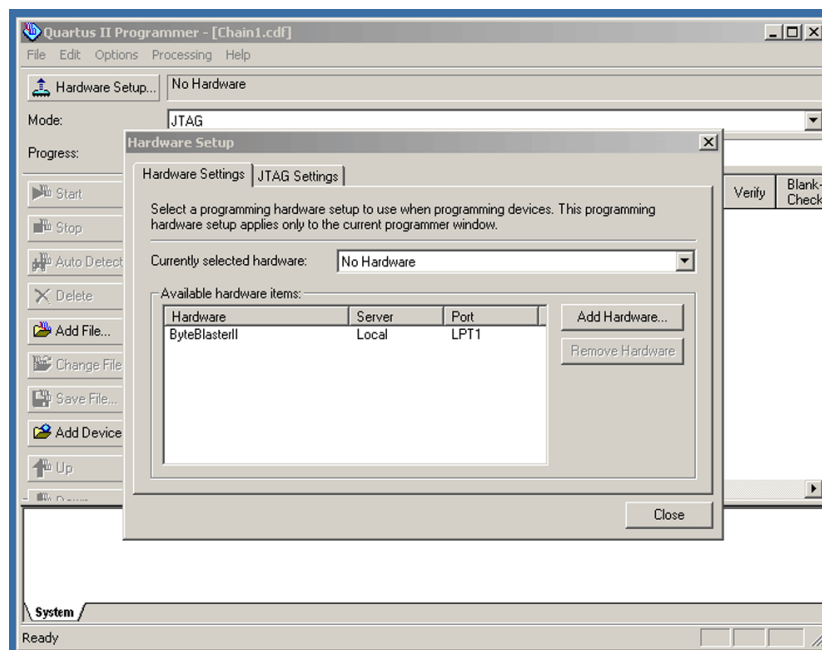 Quartus II Programmer - [Chain1.cdf]
File Edit Options Processing Help
Hardware Setup... No Hardware
Mode: JTAG
Progress:
Hardware Setup
Hardware Settings JTAG Settings
Start
Stop
Auto Detect
Delete
Add File...
Change File
Save File...
Add Device
Up
Select a programming hardware setup to use when programming devices. This programming
hardware setup applies only to the current programmer window.
Currently selected hardware: No Hardware
Available hardware items:
Hardware Server Port
ByteBlasterII Local LPT1
Add Hardware...
Remove Hardware
Close
Verify
Blank-
Check
System
Ready